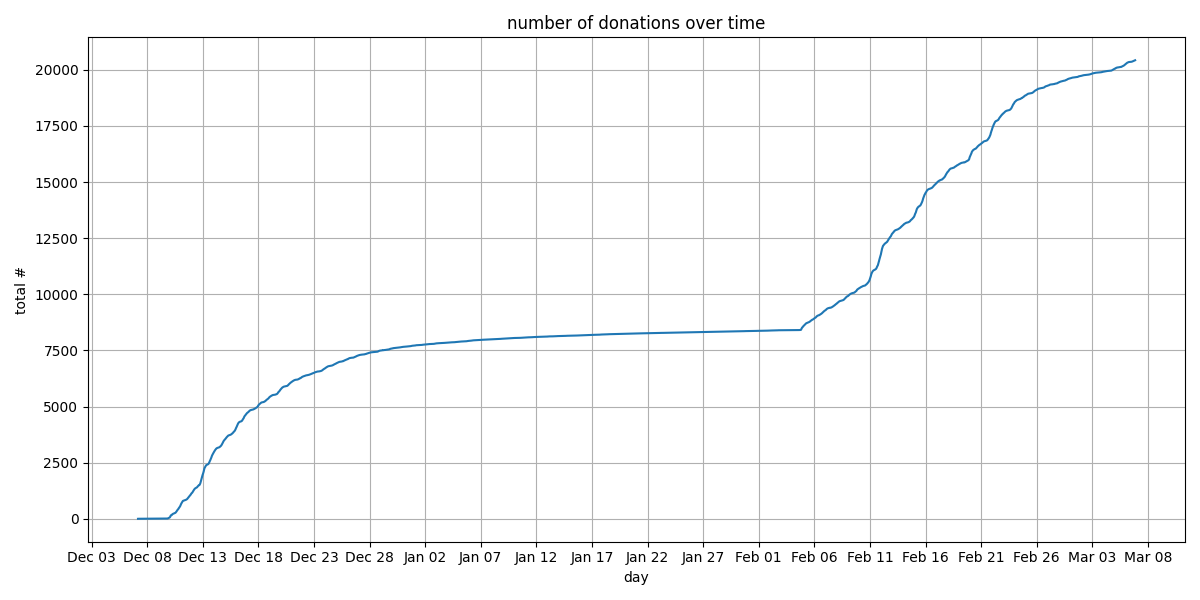 number of donations over time
20000
17500
15000
12500
10000
7500
5000
2500
0
total #
Dec 03 Dec 08 Dec 13 Dec 18 Dec 23 Dec 28 Jan 02 Jan 07 Jan 12 Jan 17 Jan 22 Jan 27 Feb 01 Feb 06 Feb 11 Feb 16 Feb 21 Feb 26 Mar 03 Mar 08
day